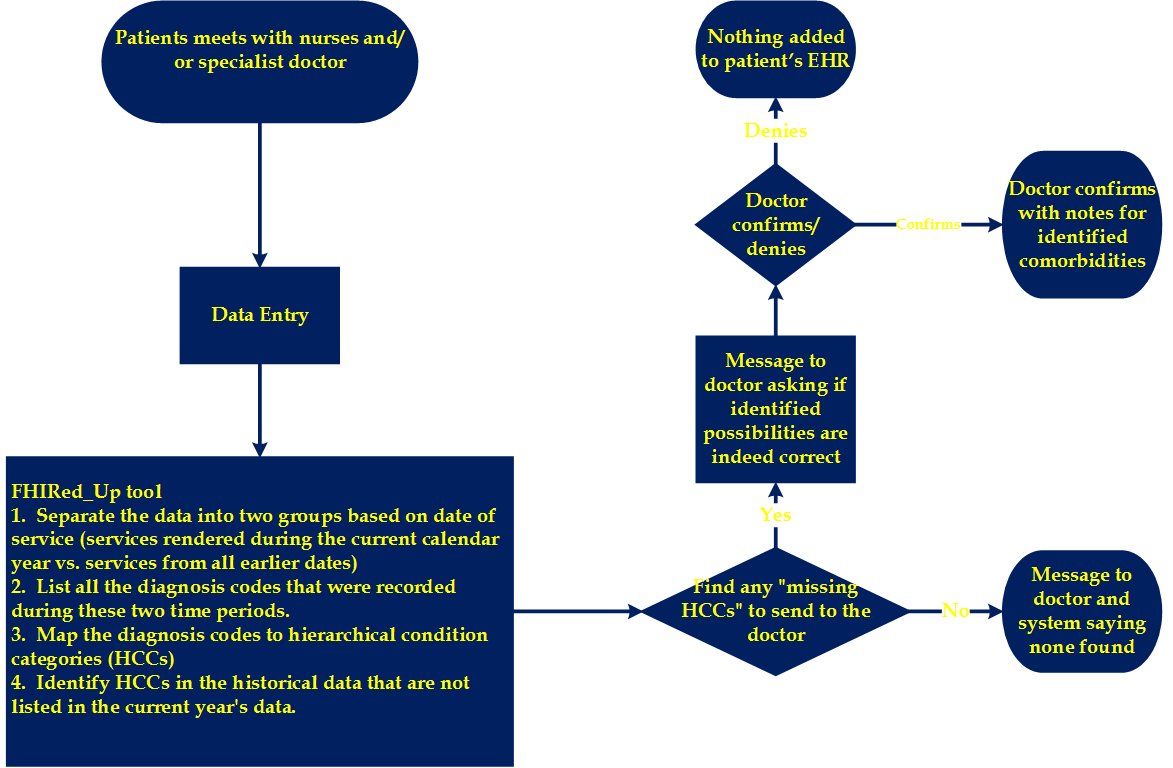 Patients meets with nurses and/
or specialist doctor
Data Entry
FHIRed_Up tool
1.  Separate the data into two groups based on date of
service (services rendered during the current calendar
year vs. services from all earlier dates)
2.  List all the diagnosis codes that were recorded
during these two time periods.
3.  Map the diagnosis codes to hierarchical condition
categories (HCCs)
4.  Identify HCCs in the historical data that are not
listed in the current year's data.
Find any "missing
HCCs" to send to the
doctor
No
Message to
doctor and
system saying
none found
Yes
Message to
doctor asking if
identified
possibilities are
indeed correct
Doctor
confirms/
denies
Confirms
Doctor confirms
with notes for
identified
comorbidities
Denies
Nothing added
to patient’s EHR